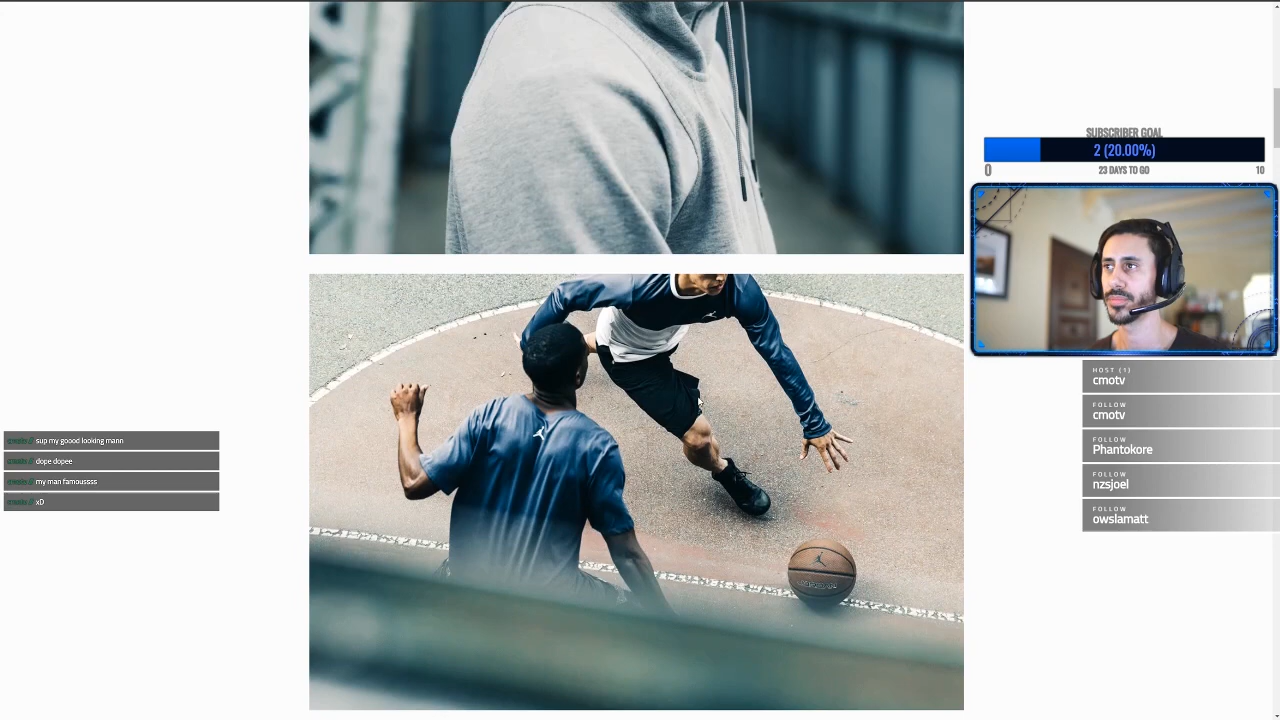 SUBSCRIBER GOAL
2 (20.00%)
0
23 DAYS TO GO
10
HOST (1)
cmotv
FOLLOW
cmotv
FOLLOW
Phantokore
FOLLOW
nzsjoel
FOLLOW
owslamatt
sup my goood looking mann
dope dopee
my man famoussss
xD
JORDAN